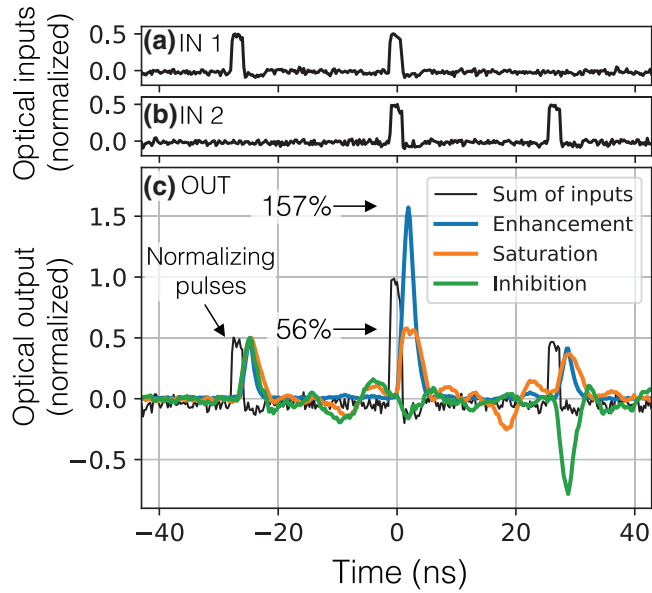 Optical inputs
(normalized)
(a) IN 1
0.5
0.0
(b) IN 2
0.5
0.0
Optical output
(normalized)
(c) OUT
157%
Normalizing
pulses
56%
Sum of inputs
Enhancement
Saturation
Inhibition
1.5
1.0
0.5
0.0
−0.5
−40
−20
0
20
40
Time (ns)